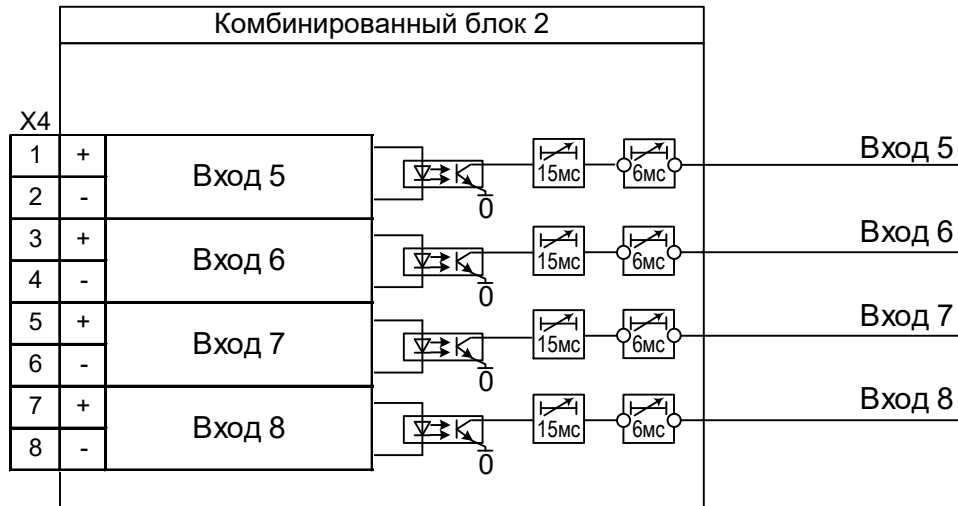 Комбинированный блок 2
X4
1 + Вход 5 15мс 6мс Вход 5
2 - 0
3 + Вход 6 15мс 6мс Вход 6
4 - 0
5 + Вход 7 15мс 6мс Вход 7
6 - 0
7 + Вход 8 15мс 6мс Вход 8
8 - 0